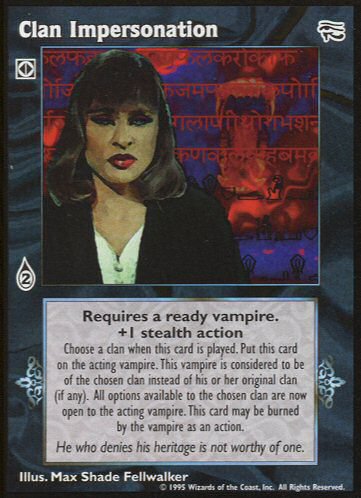 Clan Impersonation
2
Requires a ready vampire.
+1 stealth action
Choose a clan when this card is played. Put this card
on the acting vampire. This vampire is considered to be
of the chosen clan instead of his or her original clan
(if any). All options available to the chosen clan are now
open to the acting vampire. This card may be burned
by the vampire as an action.
He who denies his heritage is not worthy of one.
Illus. Max Shade Fellwalker
© 1995 Wizards of the Coast, Inc. All Rights Reserved.